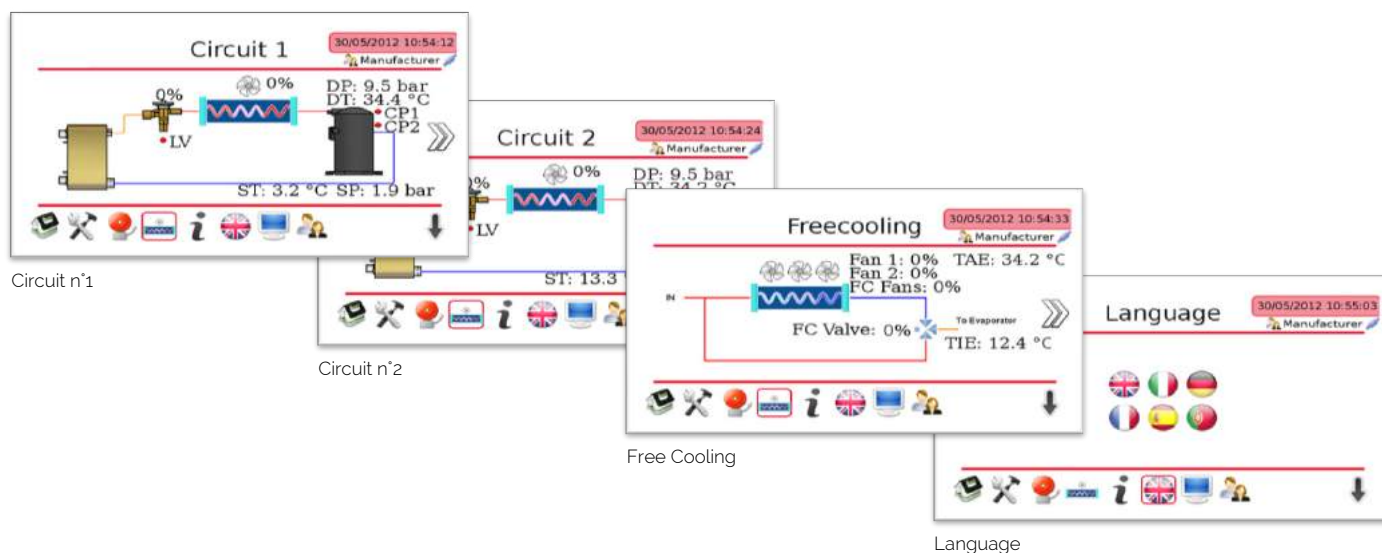 Circuit 1
30/05/2012 10:54:12
Manufacturer
0%
0%
DP: 9.5 bar
DT: 34.4 °C
CP1
CP2
LV
ST: 3.2 °C SP: 1.9 bar
Circuit n°1
Circuit 2
30/05/2012 10:54:24
Manufacturer
0%
0%
DP: 9.5 bar
DT: 34.2 °C
LV
ST: 13.3
Circuit n°2
Freecooling
30/05/2012 10:54:33
Manufacturer
Fan 1: 0%
TAE: 34.2 °C
Fan 2: 0%
FC Fans: 0%
IN
FC Valve: 0%
To Evaporator
TIE: 12.4 °C
Free Cooling
Language
30/05/2012 10:55:03
Manufacturer
Language